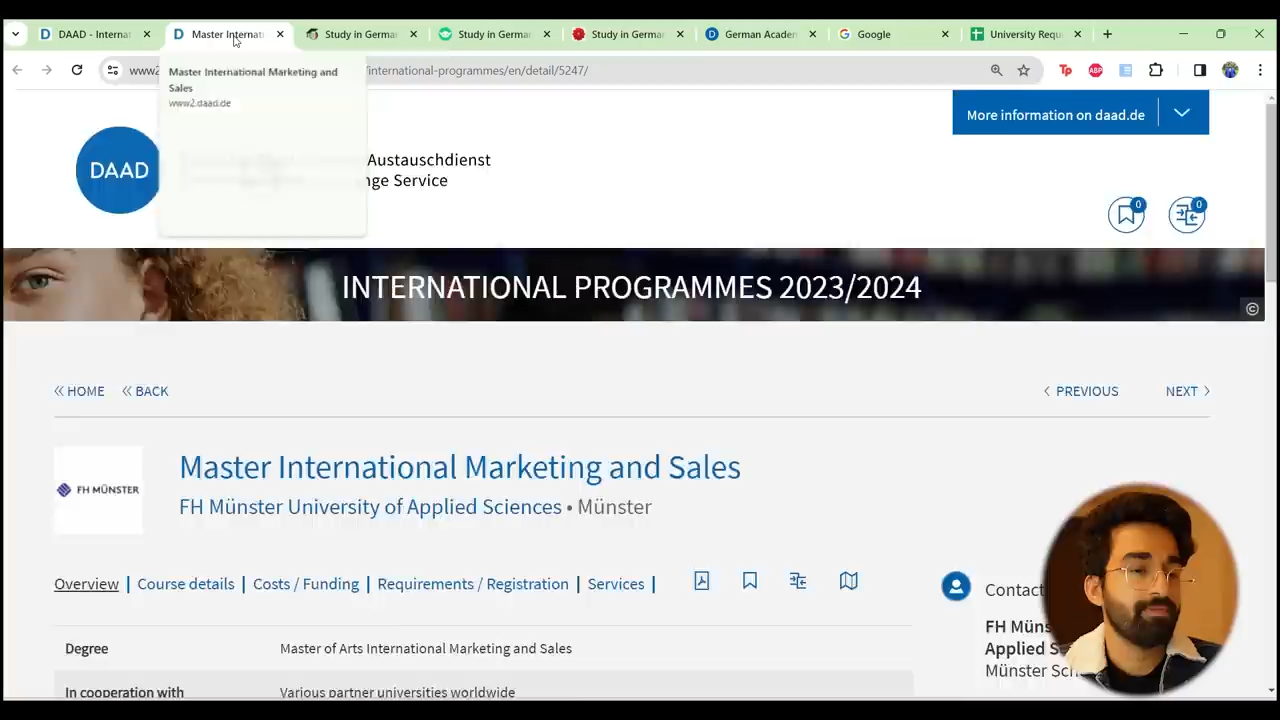 DAAD - Internat
Master Internati
Study in German
Study in German
Study in German
German Acaden
Google
University Requ
www2
/international-programmes/en/detail/5247/
Master International Marketing and
Sales
www2.daad.de
More information on daad.de
DAAD
Austauschdienst
nge Service
0
0
INTERNATIONAL PROGRAMMES 2023/2024
©
HOME
BACK
PREVIOUS
NEXT
FH MÜNSTER
Master International Marketing and Sales
FH Münster University of Applied Sciences • Münster
Overview | Course details | Costs / Funding | Requirements / Registration | Services |
Contact
FH Müns
Applied S
Münster Sch
Degree
Master of Arts International Marketing and Sales
In cooperation with
Various partner universities worldwide